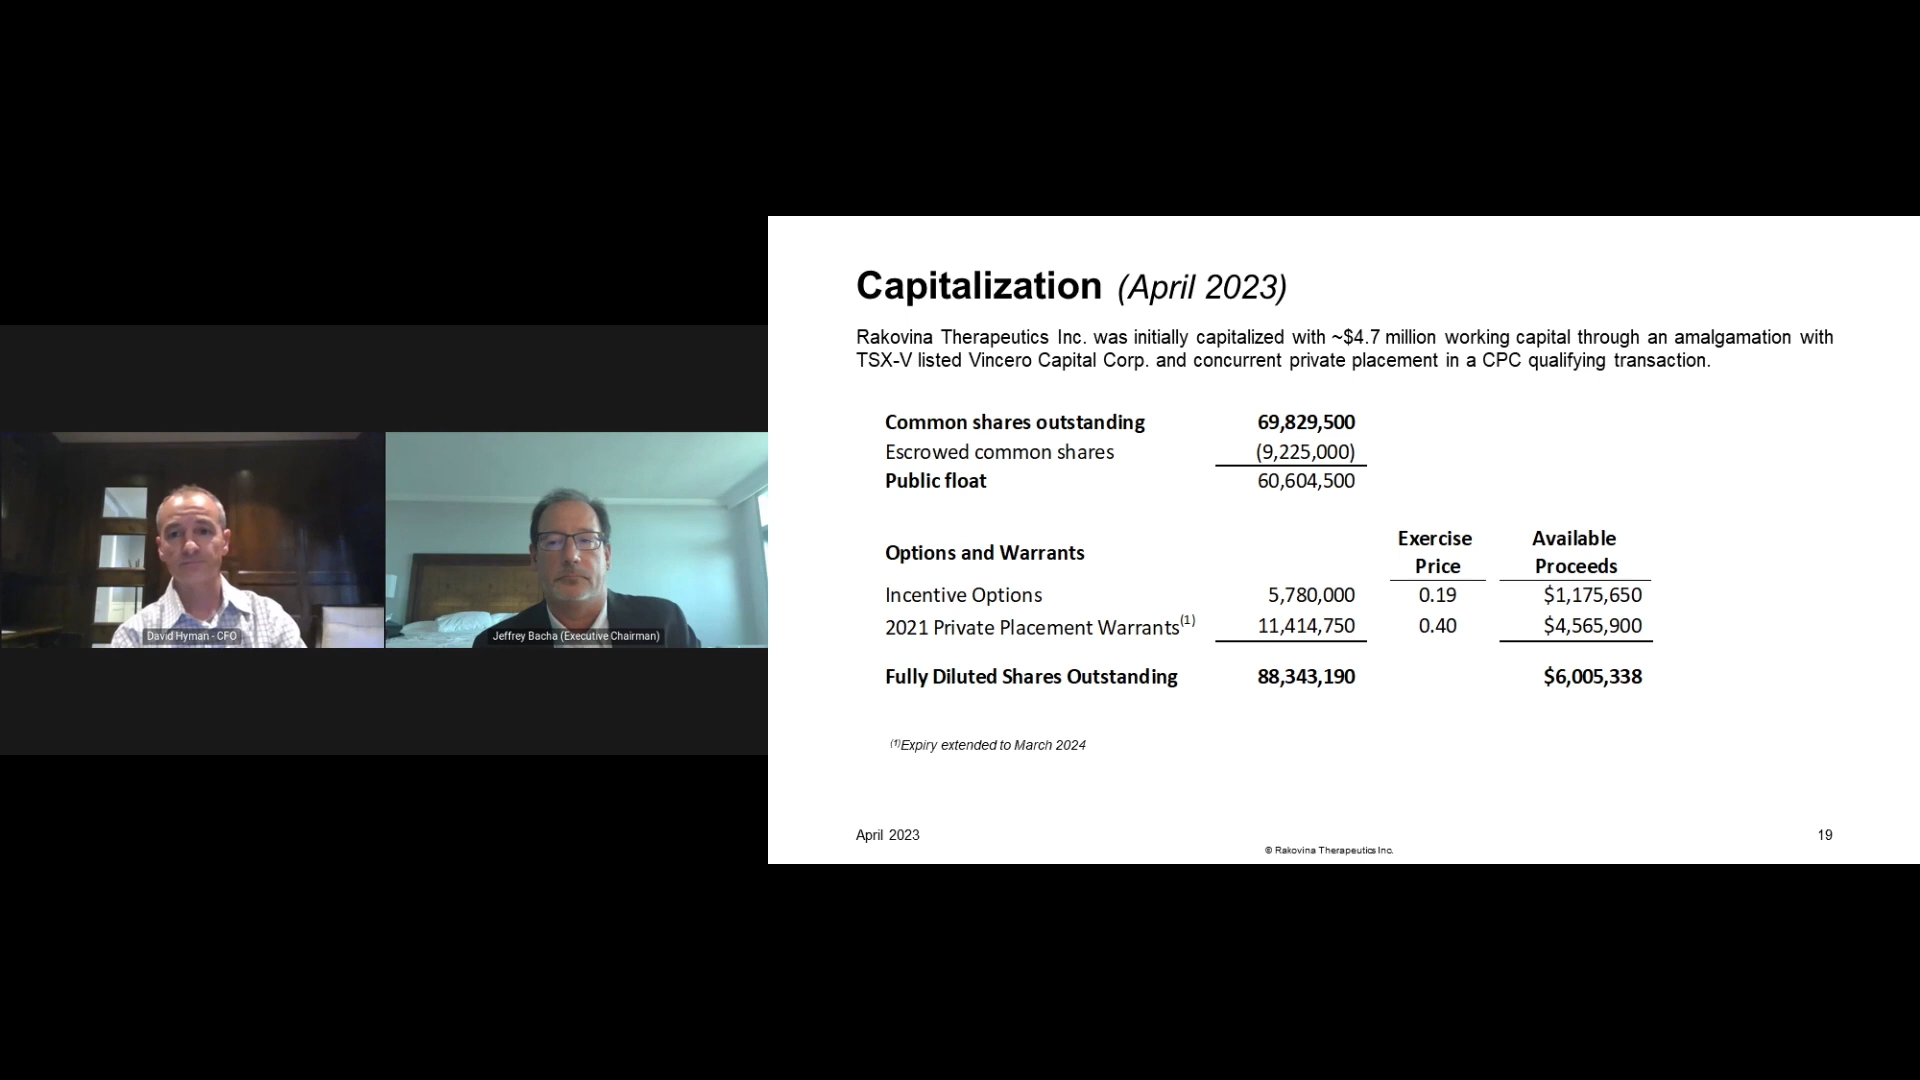 David Hyman - CFO
Jeffrey Bacha (Executive Chairman)
Capitalization (April 2023)
Rakovina Therapeutics Inc. was initially capitalized with ~$4.7 million working capital through an amalgamation with
TSX-V listed Vincero Capital Corp. and concurrent private placement in a CPC qualifying transaction.
Common shares outstanding 69,829,500
Escrowed common shares (9,225,000)
Public float 60,604,500
Options and Warrants Exercise Price Available Proceeds
Incentive Options 5,780,000 0.19 $1,175,650
2021 Private Placement Warrants(1) 11,414,750 0.40 $4,565,900
Fully Diluted Shares Outstanding 88,343,190 $6,005,338
(1)Expiry extended to March 2024
April 2023 19
© Rakovina Therapeutics Inc.